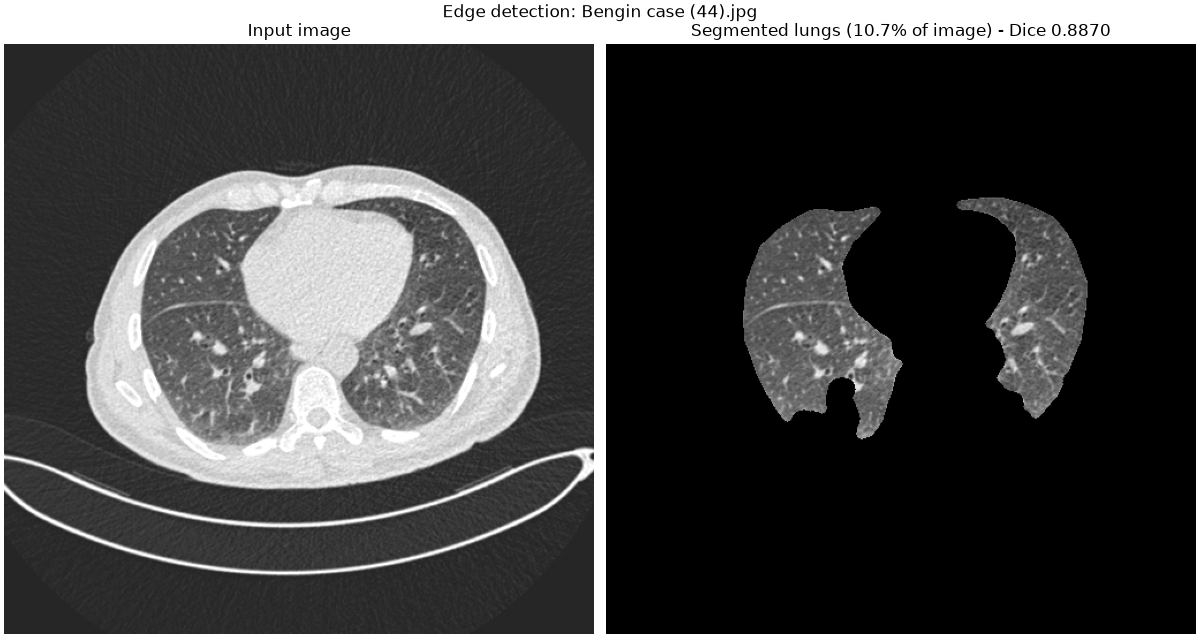 Edge detection: Bengin case (44).jpg
Input image
Segmented lungs (10.7% of image) - Dice 0.8870